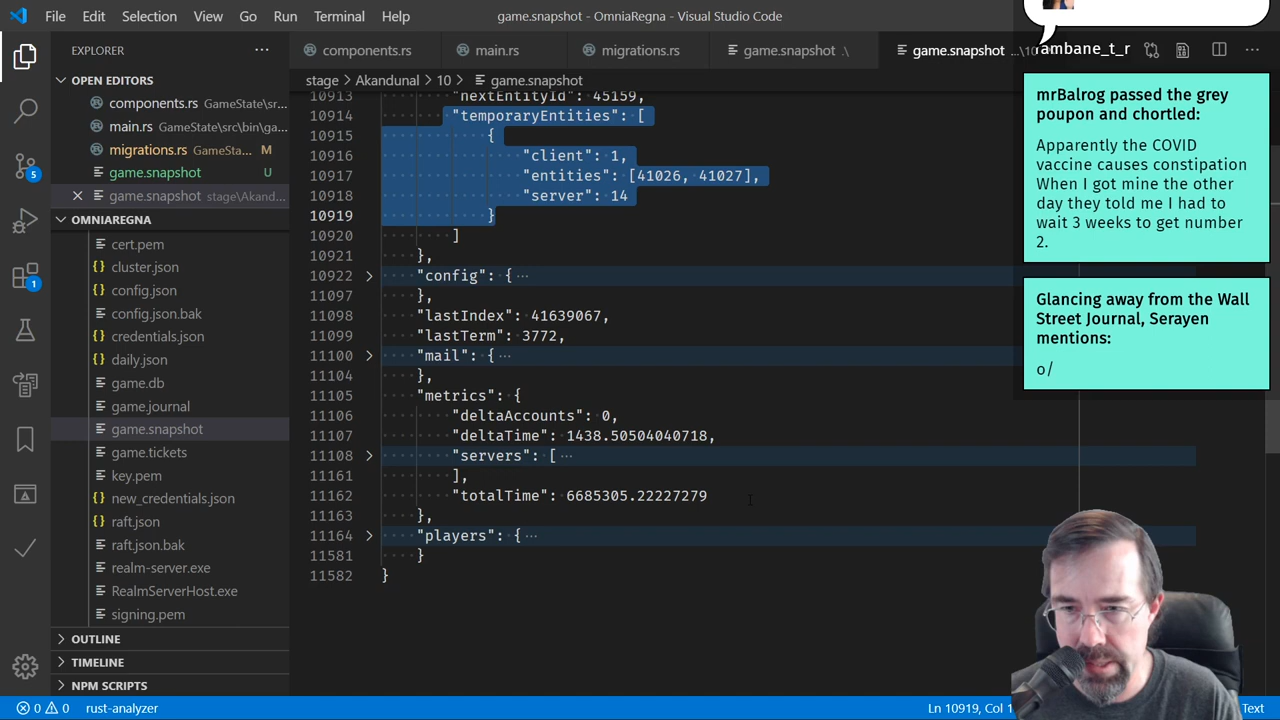 File Edit Selection View Go Run Terminal Help
game.snapshot - OmniaRegna - Visual Studio Code
EXPLORER
OPEN EDITORS
components.rs GameState\src\bin\ga...
main.rs GameState\src\bin\ga...
migrations.rs GameSta... M
game.snapshot U
game.snapshot stage\Akand...
OMNIAREGNA
cert.pem
cluster.json
config.json
config.json.bak
credentials.json
daily.json
game.db
game.journal
game.snapshot
game.tickets
key.pem
new_credentials.json
raft.json
raft.json.bak
realm-server.exe
RealmServerHost.exe
signing.pem
OUTLINE
TIMELINE
NPM SCRIPTS
5
1
components.rs
main.rs
migrations.rs
game.snapshot .\
game.snapshot ...\10
stage > Akandunal > 10 > game.snapshot
10913 "nextEntityId": 45159,
10914 "temporaryEntities": [
10915 {
10916 "client": 1,
10917 "entities": [41026, 41027],
10918 "server": 14
10919 }
10920 ]
10921 },
10922 "config": { ...
11097 },
11098 "lastIndex": 41639067,
11099 "lastTerm": 3772,
11100 "mail": { ...
11104 },
11105 "metrics": {
11106 "deltaAccounts": 0,
11107 "deltaTime": 1438.50504040718,
11108 "servers": [ ...
11161 ],
11162 "totalTime": 6685305.22227279
11163 },
11164 "players": { ...
11581 }
11582 }
rambane_t_r
mrBalrog passed the grey
poupon and chortled:
Apparently the COVID
vaccine causes constipation
When I got mine the other
day they told me I had to
wait 3 weeks to get number
2.
Glancing away from the Wall
Street Journal, Serayen
mentions:
o/
0 0 rust-analyzer
Ln 10919, Col 1
Text